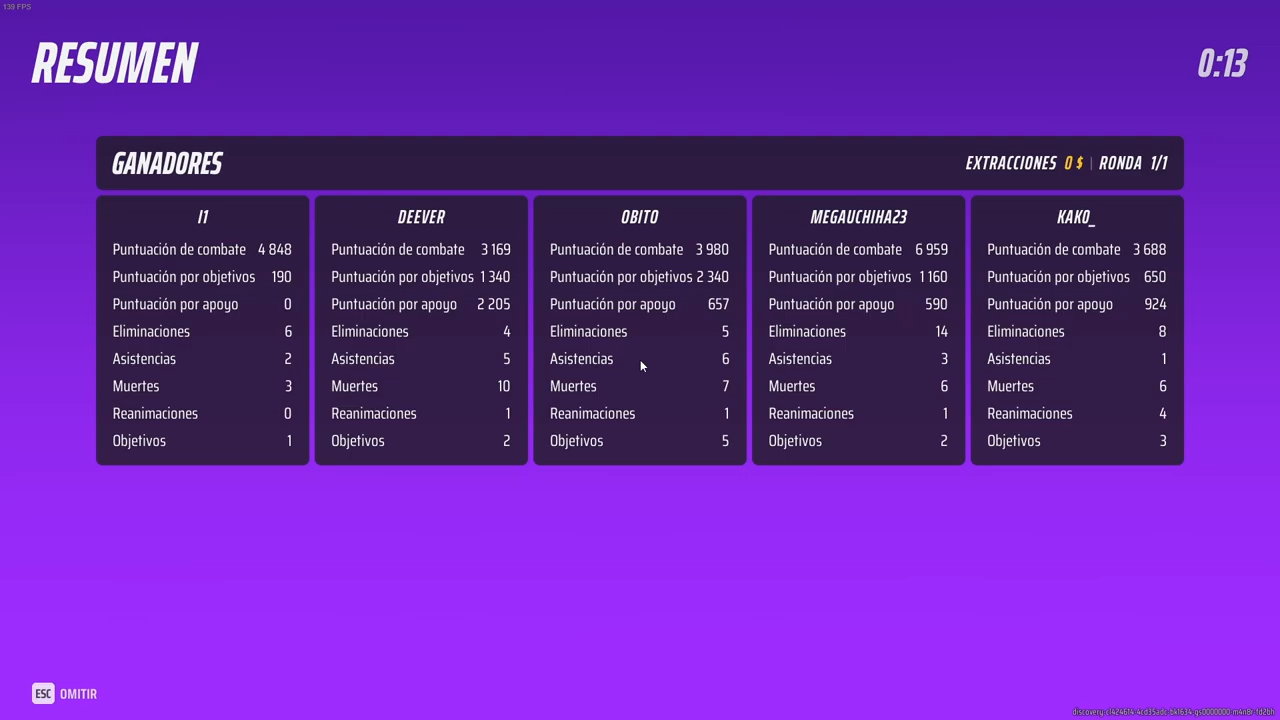 139 FPS
RESUMEN
0:13
GANADORES
EXTRACCIONES 0 $ | RONDA 1/1
I1
Puntuación de combate 4 848
Puntuación por objetivos 190
Puntuación por apoyo 0
Eliminaciones 6
Asistencias 2
Muertes 3
Reanimaciones 0
Objetivos 1
DEEVER
Puntuación de combate 3 169
Puntuación por objetivos 1 340
Puntuación por apoyo 2 205
Eliminaciones 4
Asistencias 5
Muertes 10
Reanimaciones 1
Objetivos 2
OBITO
Puntuación de combate 3 980
Puntuación por objetivos 2 340
Puntuación por apoyo 657
Eliminaciones 5
Asistencias 6
Muertes 7
Reanimaciones 1
Objetivos 5
MEGAUCHIHA23
Puntuación de combate 6 959
Puntuación por objetivos 1 160
Puntuación por apoyo 590
Eliminaciones 14
Asistencias 3
Muertes 6
Reanimaciones 1
Objetivos 2
KAKO_
Puntuación de combate 3 688
Puntuación por objetivos 650
Puntuación por apoyo 924
Eliminaciones 8
Asistencias 1
Muertes 6
Reanimaciones 4
Objetivos 3
ESC OMITIR